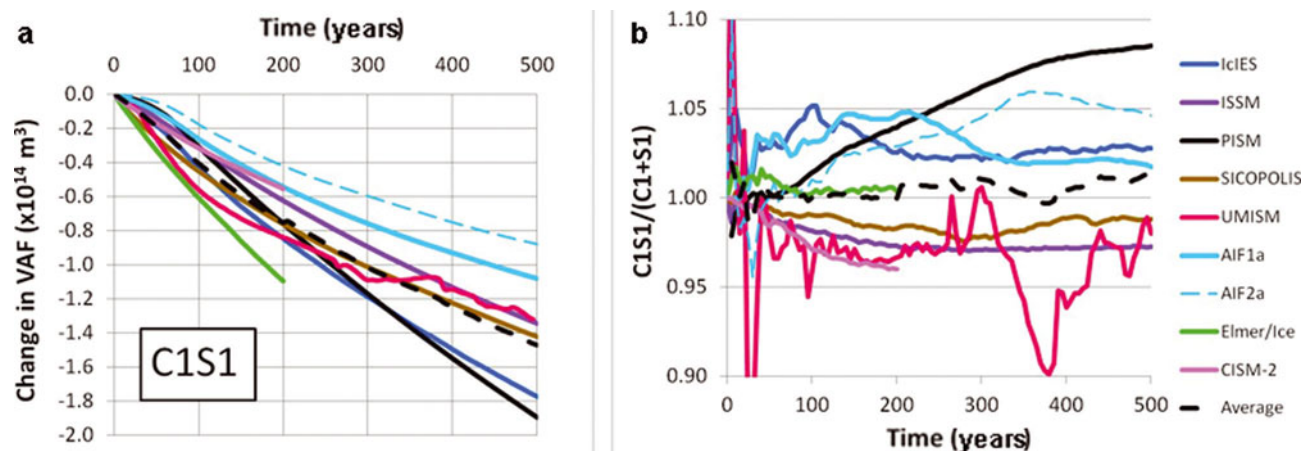 a
Time (years)
0 100 200 300 400 500
0.0
-0.2
-0.4
-0.6
-0.8
-1.0
-1.2
-1.4
-1.6
-1.8
-2.0
Change in VAF (x10¹⁴ m³)
C1S1
b
1.10
1.05
1.00
0.95
0.90
C1S1/(C1+S1)
0 100 200 300 400 500
Time (years)
IcIES
ISSM
PISM
SICOPOLIS
UMISM
AIF1a
AIF2a
Elmer/Ice
CISM-2
Average